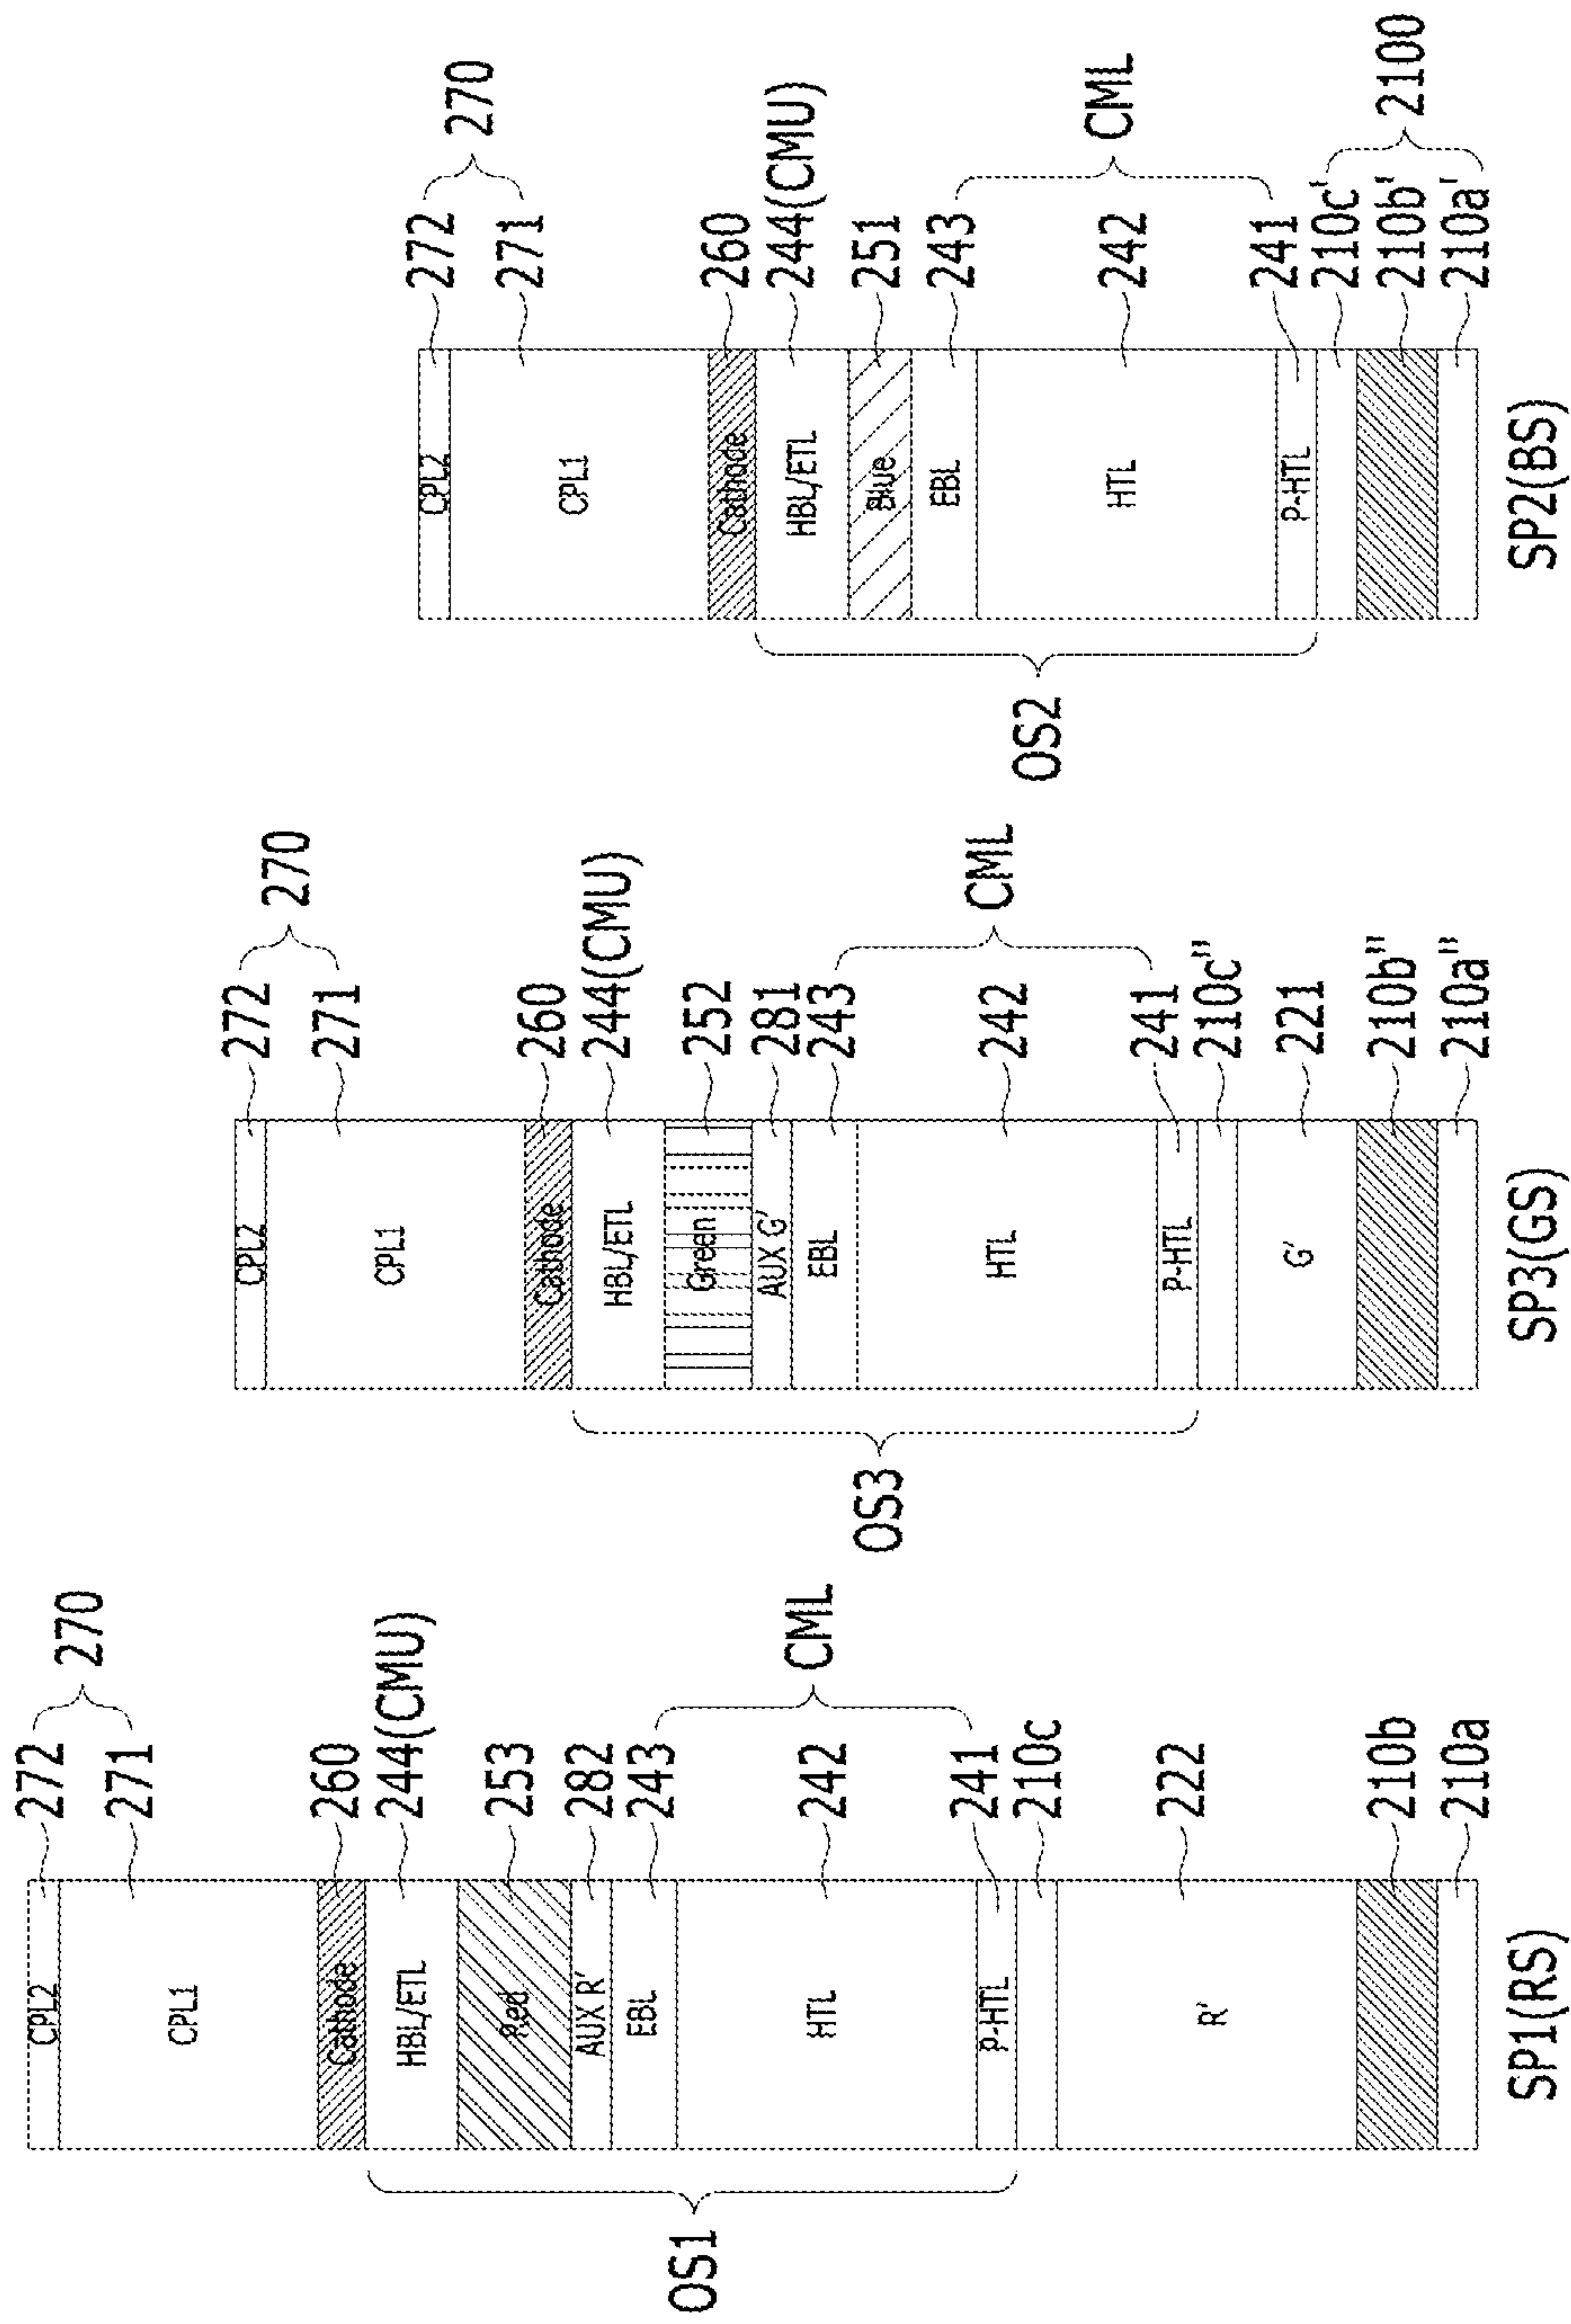 272
271
270
260
244(CMU)
253
282
243
242
241
CML
210c
222
210b
210a
CPL2
CPL1
Cathode
HBL/ETL
Red
AUX R'
EBL
HTL
P-HTL
R'
OS1
SP1(RS)
272
271
270
260
244(CMU)
252
281
243
242
241
CML
210c"
221
210b"
210a"
CPL2
CPL1
Cathode
HBL/ETL
Green
AUX G'
EBL
HTL
P-HTL
G'
OS3
SP3(GS)
272
271
270
260
244(CMU)
251
243
242
241
CML
210c'
210b'
210a'
2100
CPL2
CPL1
Cathode
HBL/ETL
Blue
EBL
HTL
P-HTL
OS2
SP2(BS)